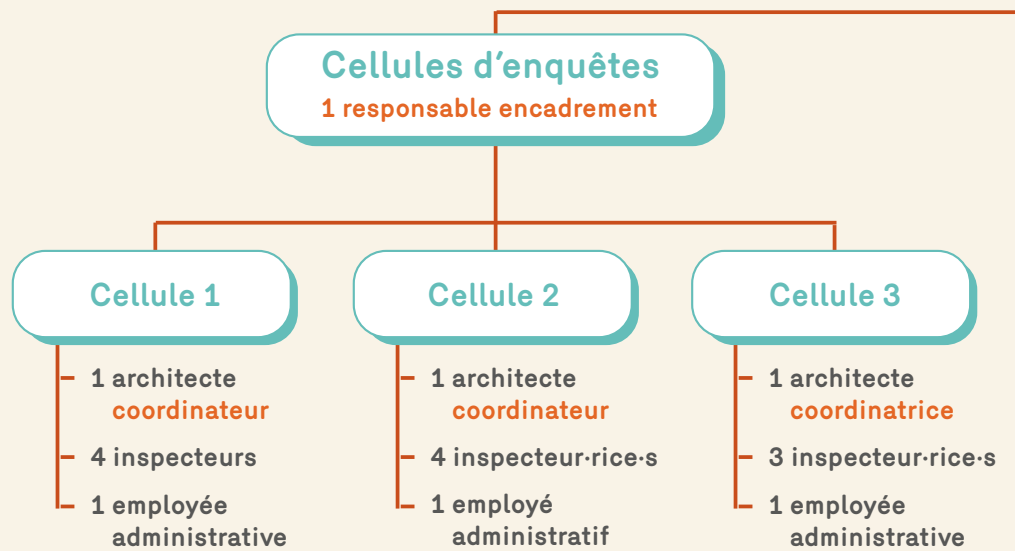 Cellules d'enquêtes
1 responsable encadrement
Cellule 1
1 architecte
coordinateur
4 inspecteurs
1 employée
administrative
Cellule 2
1 architecte
coordinateur
4 inspecteur·rice·s
1 employé
administratif
Cellule 3
1 architecte
coordinatrice
3 inspecteur·rice·s
1 employée
administrative